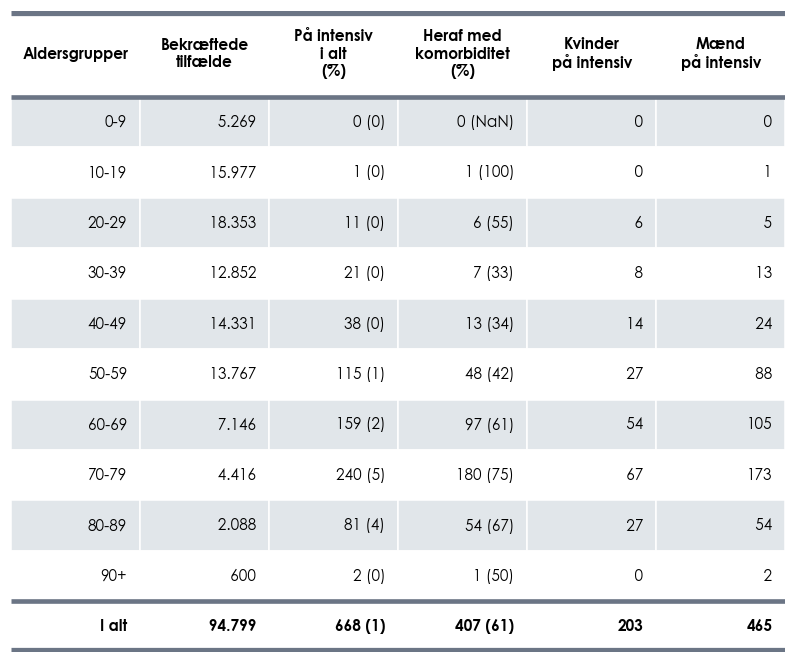 Aldersgrupper Bekræftede tilfælde På intensiv i alt (%) Heraf med komorbiditet (%) Kvinder på intensiv Mænd på intensiv
0-9 5.269 0 (0) 0 (NaN) 0 0
10-19 15.977 1 (0) 1 (100) 0 1
20-29 18.353 11 (0) 6 (55) 6 5
30-39 12.852 21 (0) 7 (33) 8 13
40-49 14.331 38 (0) 13 (34) 14 24
50-59 13.767 115 (1) 48 (42) 27 88
60-69 7.146 159 (2) 97 (61) 54 105
70-79 4.416 240 (5) 180 (75) 67 173
80-89 2.088 81 (4) 54 (67) 27 54
90+ 600 2 (0) 1 (50) 0 2
I alt 94.799 668 (1) 407 (61) 203 465